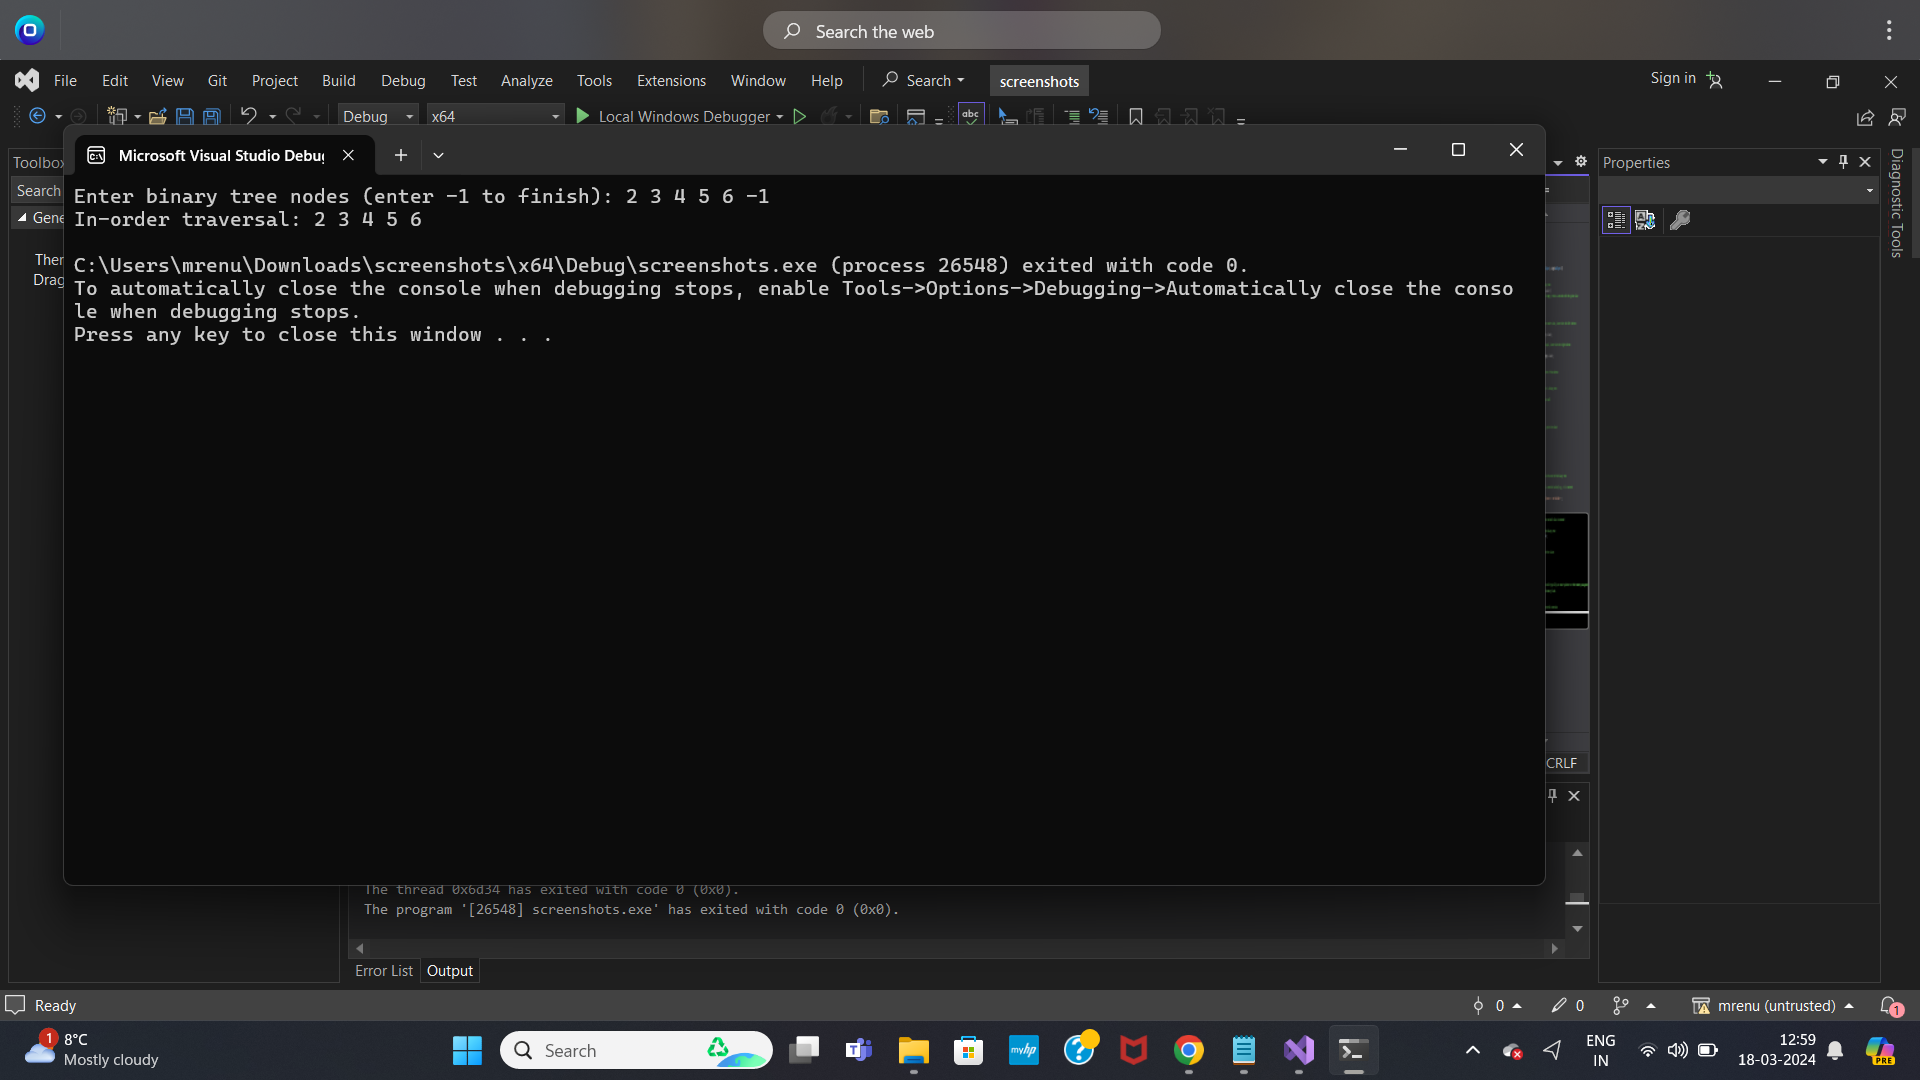 Search the web
File Edit View Git Project Build Debug Test Analyze Tools Extensions Window Help Search screenshots Sign in
Debug x64 Local Windows Debugger abc
Microsoft Visual Studio Debu
Toolbox
Search
Gene
Ther
Drag
Enter binary tree nodes (enter -1 to finish): 2 3 4 5 6 -1
In-order traversal: 2 3 4 5 6
C:\Users\mrenu\Downloads\screenshots\x64\Debug\screenshots.exe (process 26548) exited with code 0.
To automatically close the console when debugging stops, enable Tools->Options->Debugging->Automatically close the conso
le when debugging stops.
Press any key to close this window . . .
Properties
Diagnostic Tools
CRLF
The thread 0x6d34 has exited with code 0 (0x0).
The program '[26548] screenshots.exe' has exited with code 0 (0x0).
Error List Output
Ready 0 0 mrenu (untrusted) 1
1 8°C
Mostly cloudy
Search
myhp
ENG
IN
12:59
18-03-2024
PRE